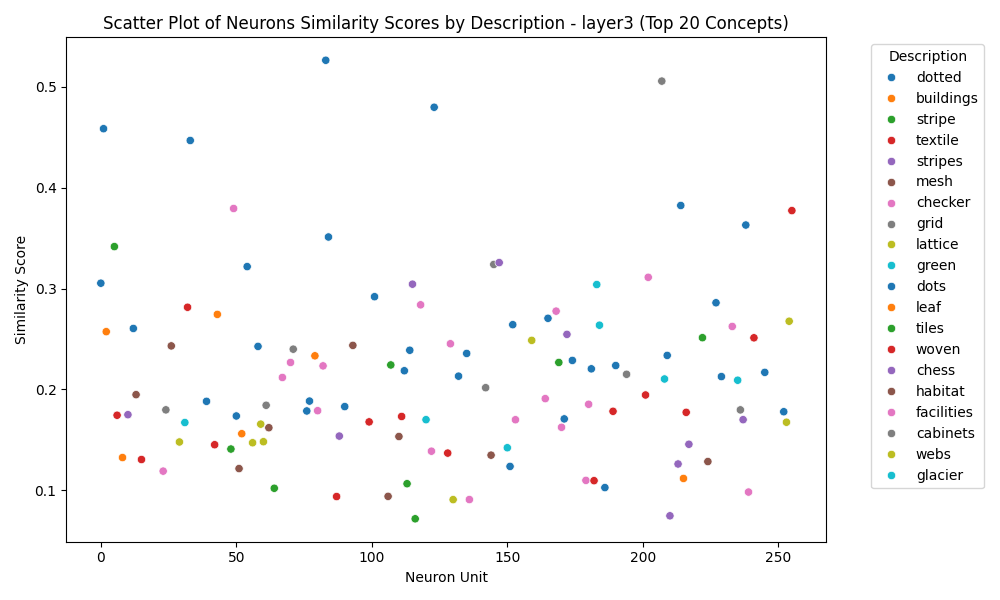 Scatter Plot of Neurons Similarity Scores by Description - layer3 (Top 20 Concepts)
Similarity Score
0.5
0.4
0.3
0.2
0.1
0
50
100
150
200
250
Neuron Unit
Description
dotted
buildings
stripe
textile
stripes
mesh
checker
grid
lattice
green
dots
leaf
tiles
woven
chess
habitat
facilities
cabinets
webs
glacier